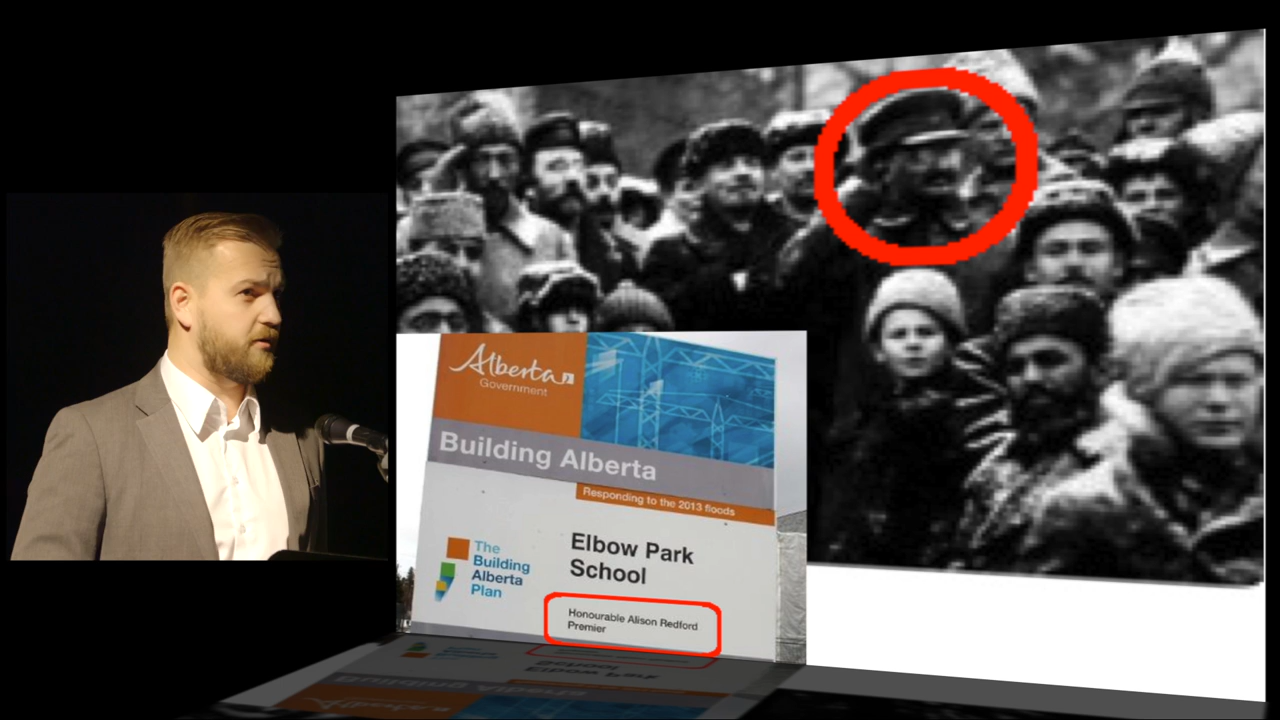 Alberta
Government
Building Alberta
Responding to the 2013 floods
Elbow Park
School
The
Building
Alberta
Plan
Honourable Alison Redford
Premier